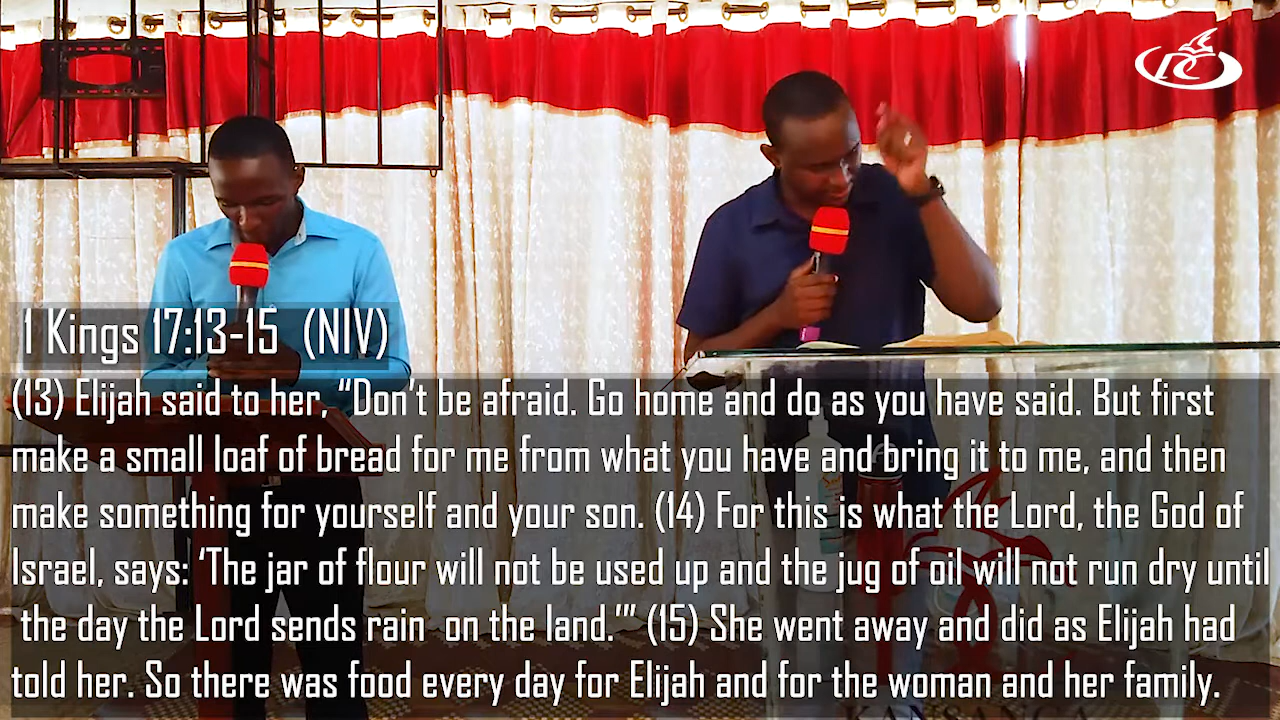 1 Kings 17:13-15 (NIV)
(13) Elijah said to her, “Don’t be afraid. Go home and do as you have said. But first
make a small loaf of bread for me from what you have and bring it to me, and then
make something for yourself and your son. (14) For this is what the Lord, the God of
Israel, says: ‘The jar of flour will not be used up and the jug of oil will not run dry until
the day the Lord sends rain on the land.’” (15) She went away and did as Elijah had
told her. So there was food every day for Elijah and for the woman and her family.
KANSANGA